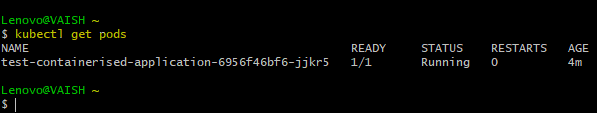 Lenovo@VAISH ~
$ kubectl get pods
NAME READY STATUS RESTARTS AGE
test-containerised-application-6956f46bf6-jjkr5 1/1 Running 0 4m
Lenovo@VAISH ~
$